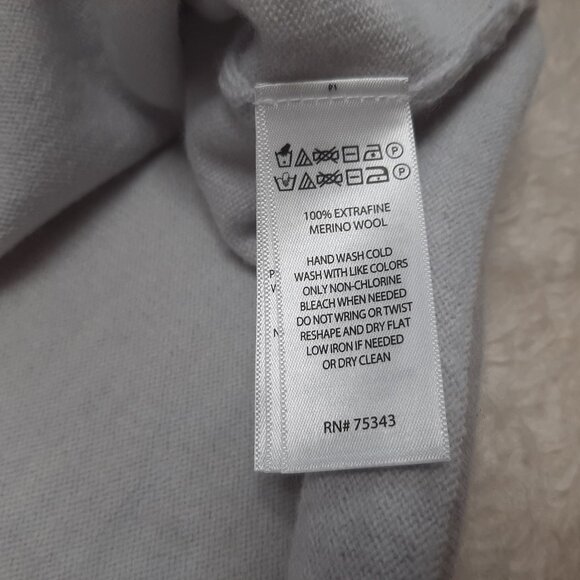 M
P
P
100% EXTRAFINE
MERINO WOOL
HAND WASH COLD
WASH WITH LIKE COLORS
ONLY NON-CHLORINE
BLEACH WHEN NEEDED
DO NOT WRING OR TWIST
RESHAPE AND DRY FLAT
LOW IRON IF NEEDED
OR DRY CLEAN
RN# 75343